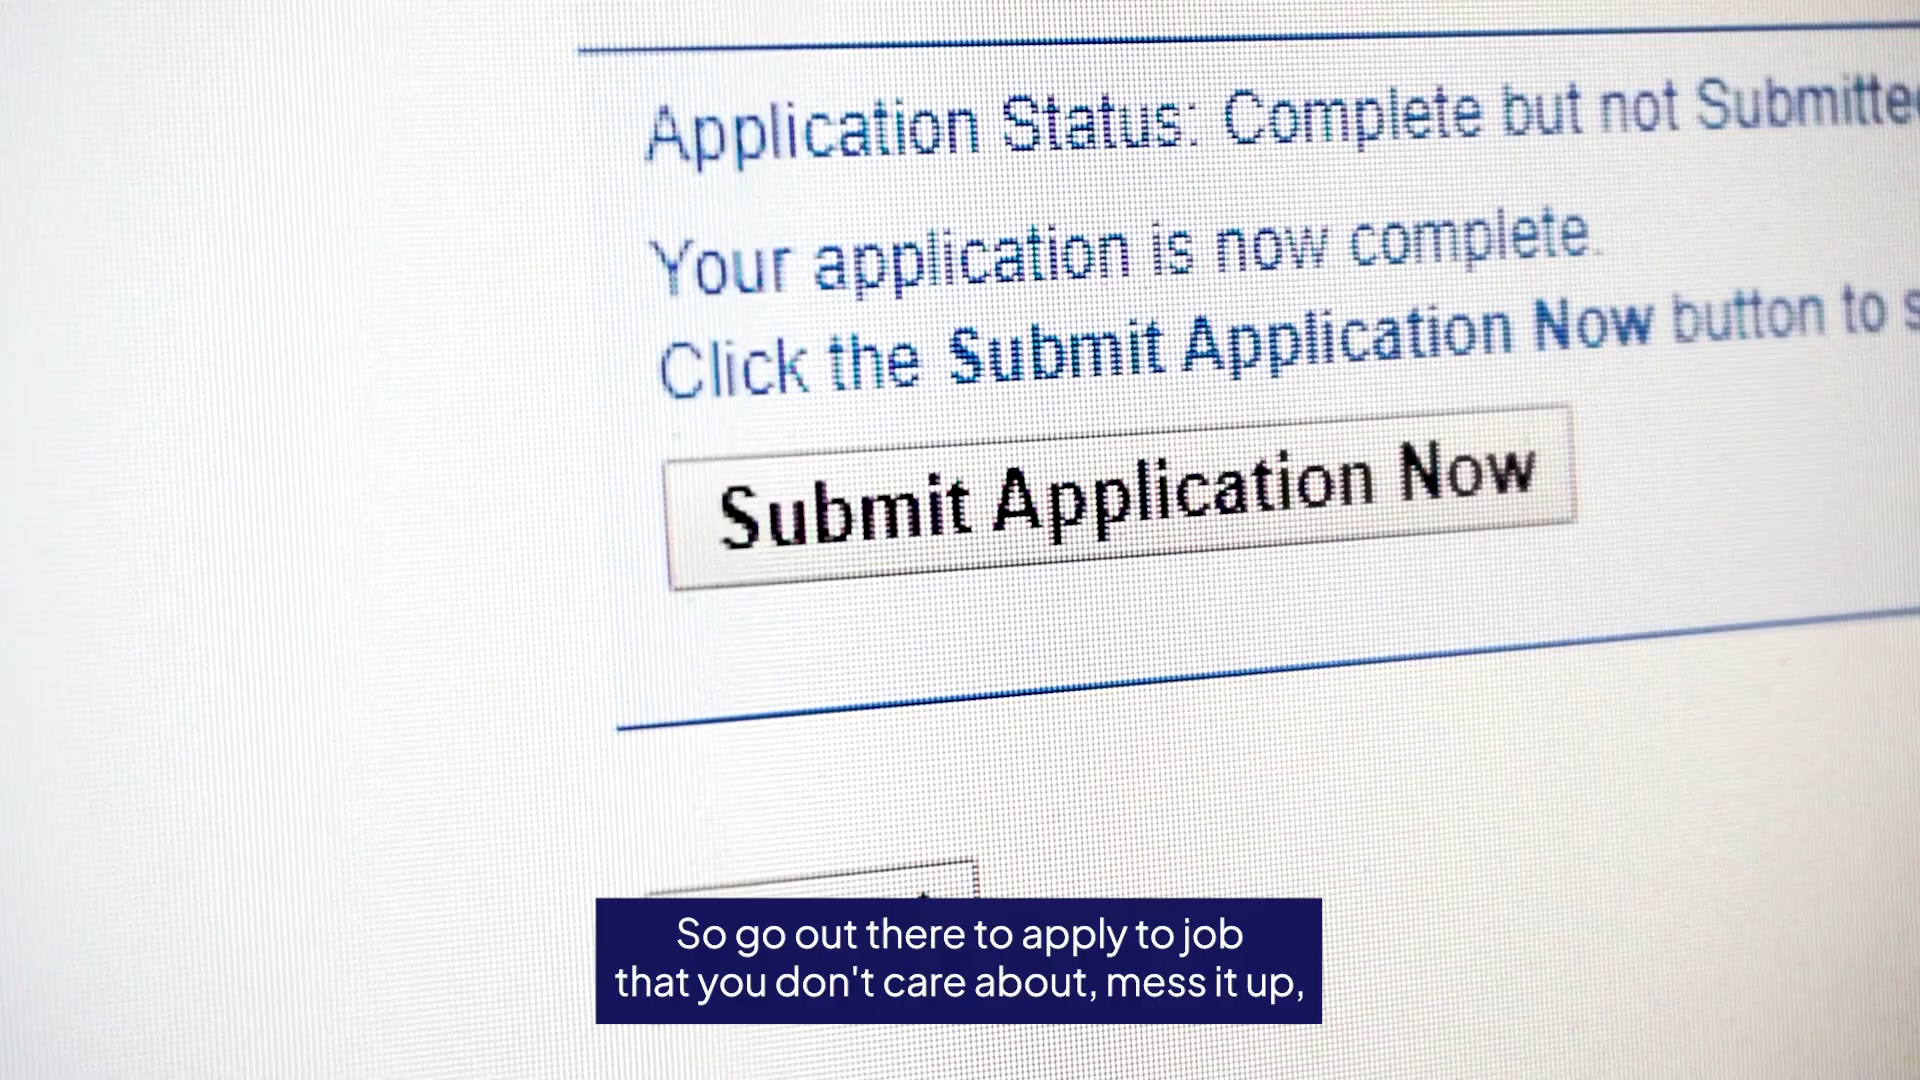 Application Status: Complete but not Submitted
Your application is now complete.
Click the Submit Application Now button to
Submit Application Now
So go out there to apply to job
that you don't care about, mess it up,